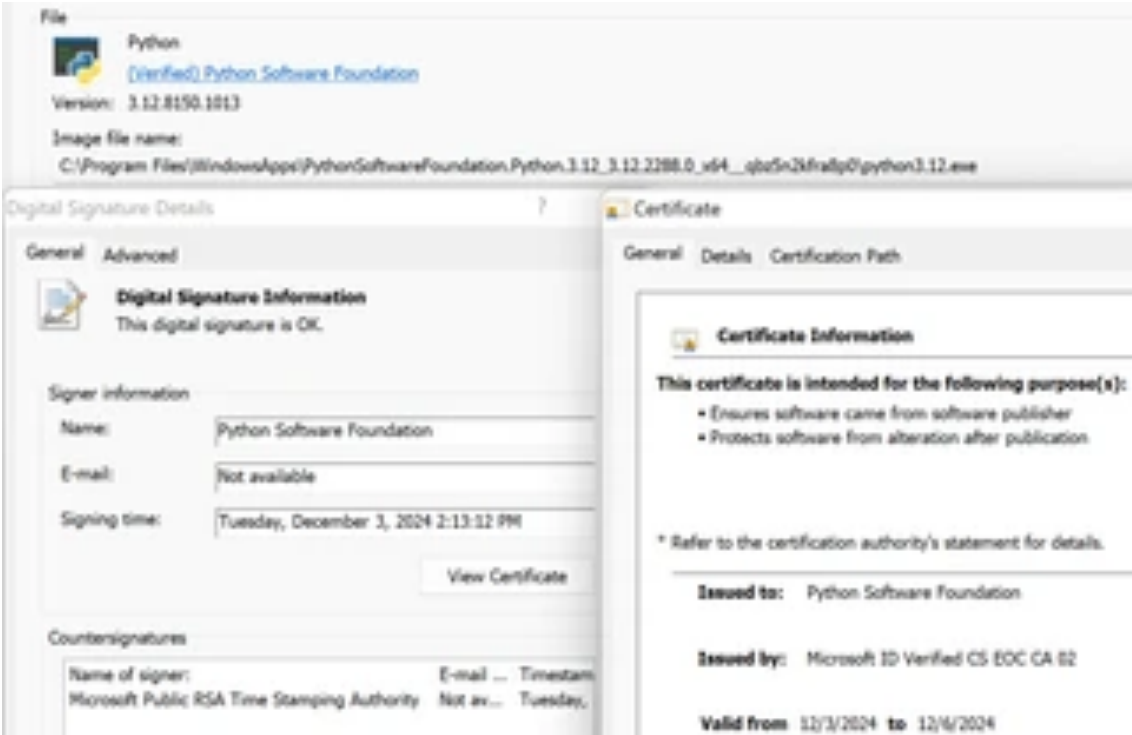 File
Python
(Verified) Python Software Foundation
Version: 3.12.8150.1013
Image file name:
C:\Program Files\WindowsApps\PythonSoftwareFoundation.Python.3.12_3.12.2288.0_x64__qbz5n2kfra8p0\python3.12.exe
Digital Signature Details ?
General Advanced
Digital Signature Information
This digital signature is OK.
Signer information
Name: Python Software Foundation
E-mail: Not available
Signing time: Tuesday, December 3, 2024 2:13:12 PM
View Certificate
Countersignatures
Name of signer: E-mail ... Timestam
Microsoft Public RSA Time Stamping Authority Not av... Tuesday,
Certificate
General Details Certification Path
Certificate Information
This certificate is intended for the following purpose(s):
• Ensures software came from software publisher
• Protects software from alteration after publication
* Refer to the certification authority's statement for details.
Issued to: Python Software Foundation
Issued by: Microsoft ID Verified CS EOC CA 02
Valid from 12/3/2024 to 12/6/2024